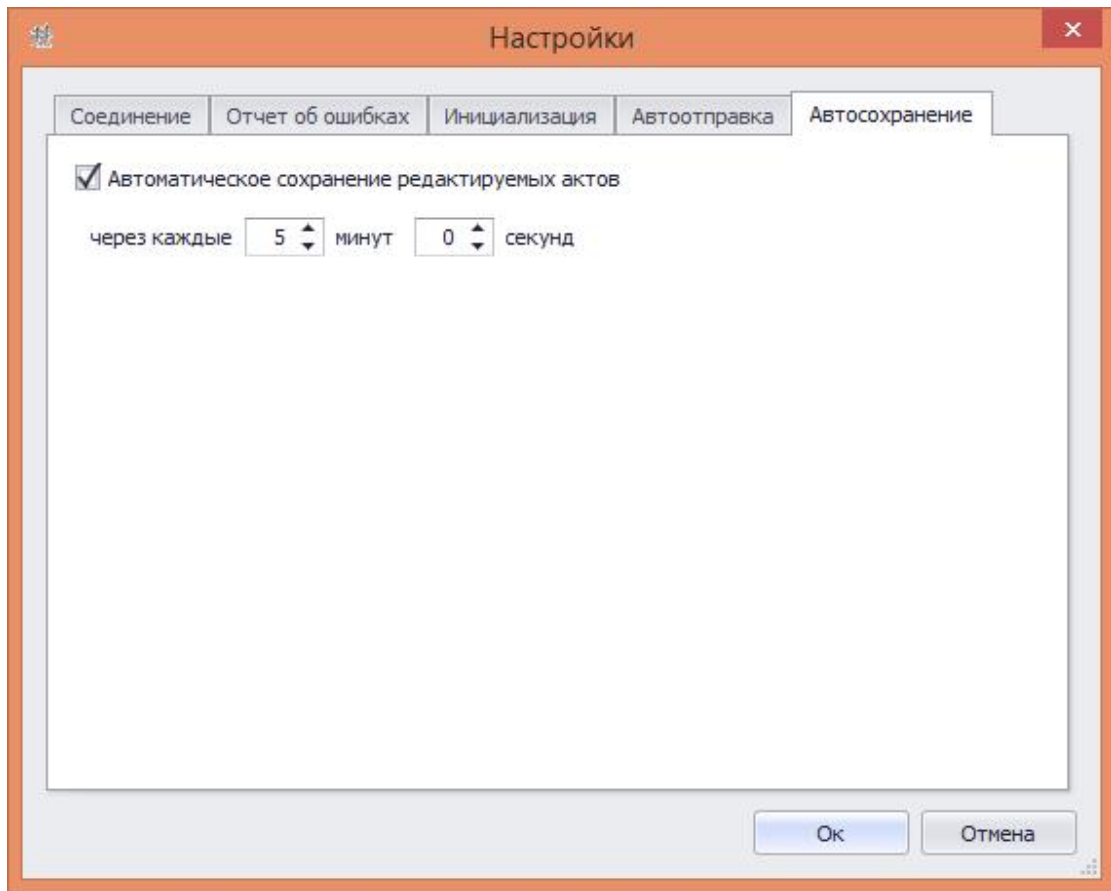 Настройки
Соединение Отчет об ошибках Инициализация Автоотправка Автосохранение
Автоматическое сохранение редактируемых актов
через каждые 5 минут 0 секунд
Ок Отмена